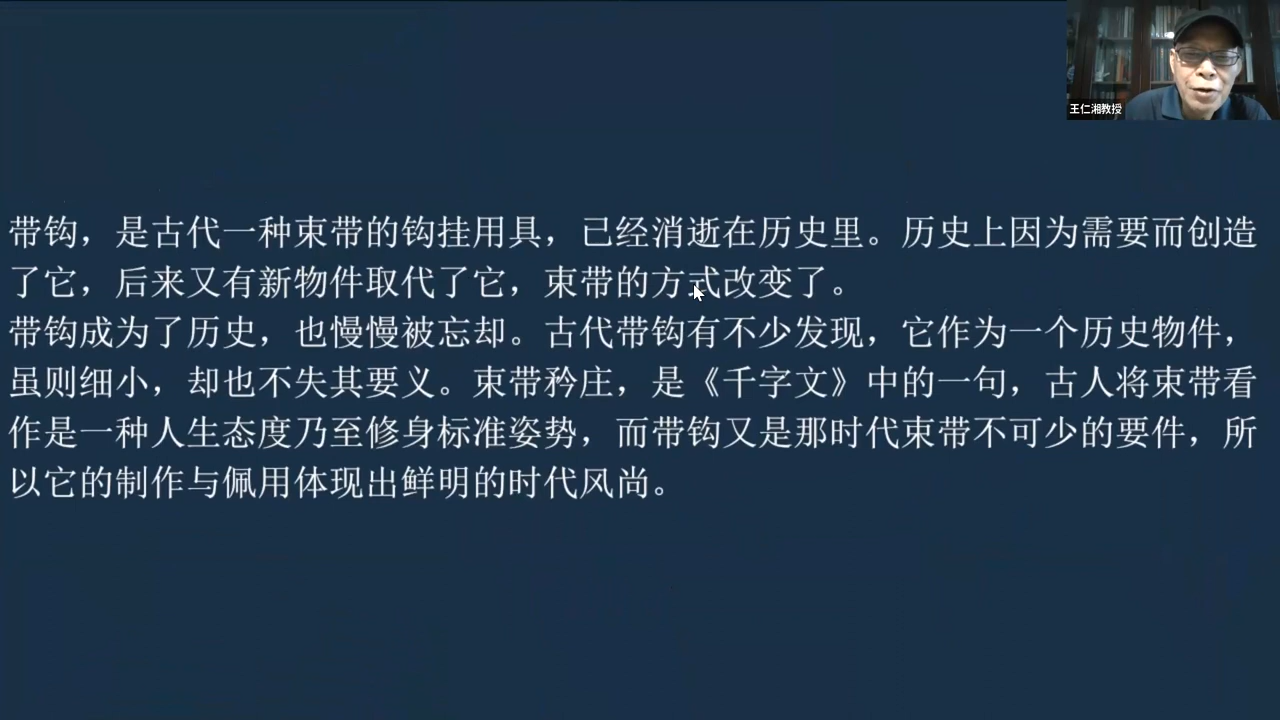 王仁湘教授
带钩，是古代一种束带的钩挂用具，已经消逝在历史里。历史上因为需要而创造
了它，后来又有新物件取代了它，束带的方式改变了。
带钩成为了历史，也慢慢被忘却。古代带钩有不少发现，它作为一个历史物件，
虽则细小，却也不失其要义。束带矜庄，是《千字文》中的一句，古人将束带看
作是一种人生态度乃至修身标准姿势，而带钩又是那时代束带不可少的要件，所
以它的制作与佩用体现出鲜明的时代风尚。